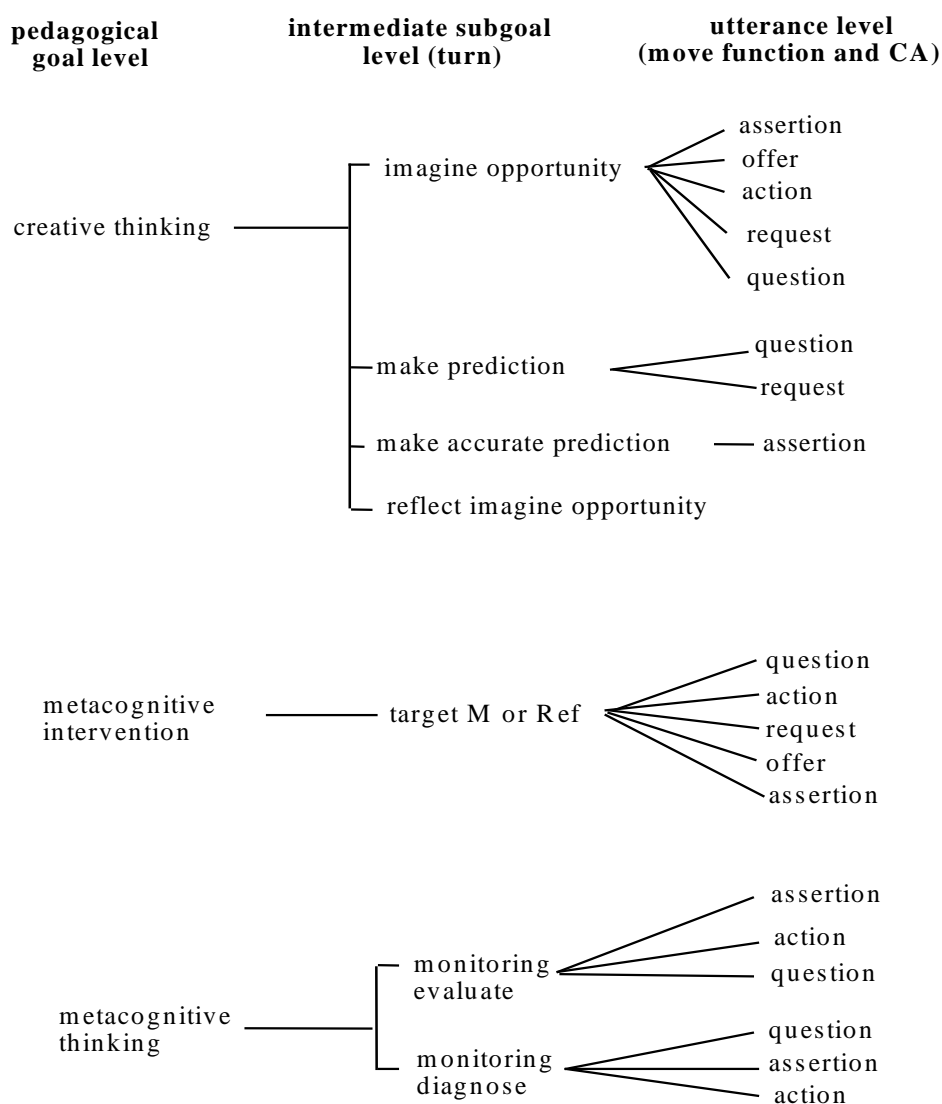 pedagogical
goal level
intermediate subgoal
level (turn)
utterance level
(move function and CA)
creative thinking
imagine opportunity
assertion
offer
action
request
question
make prediction
question
request
make accurate prediction
assertion
reflect imagine opportunity
metacognitive
intervention
target M or Ref
question
action
request
offer
assertion
metacognitive
thinking
monitoring
evaluate
assertion
action
question
monitoring
diagnose
question
assertion
action